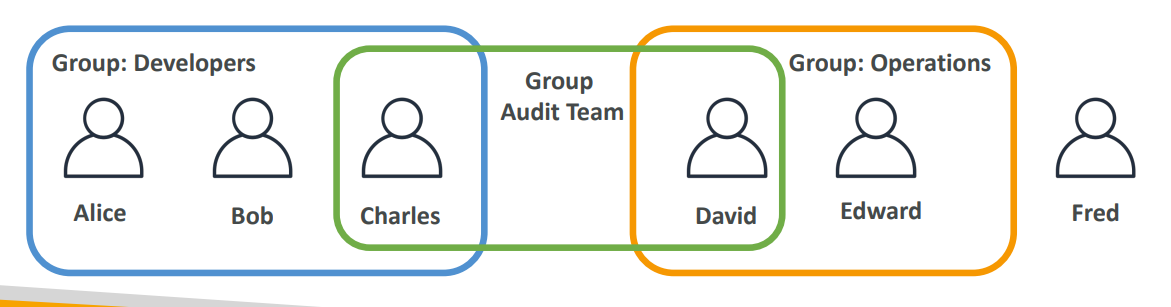 Group: Developers
Group
Audit Team
Group: Operations
Alice
Bob
Charles
David
Edward
Fred